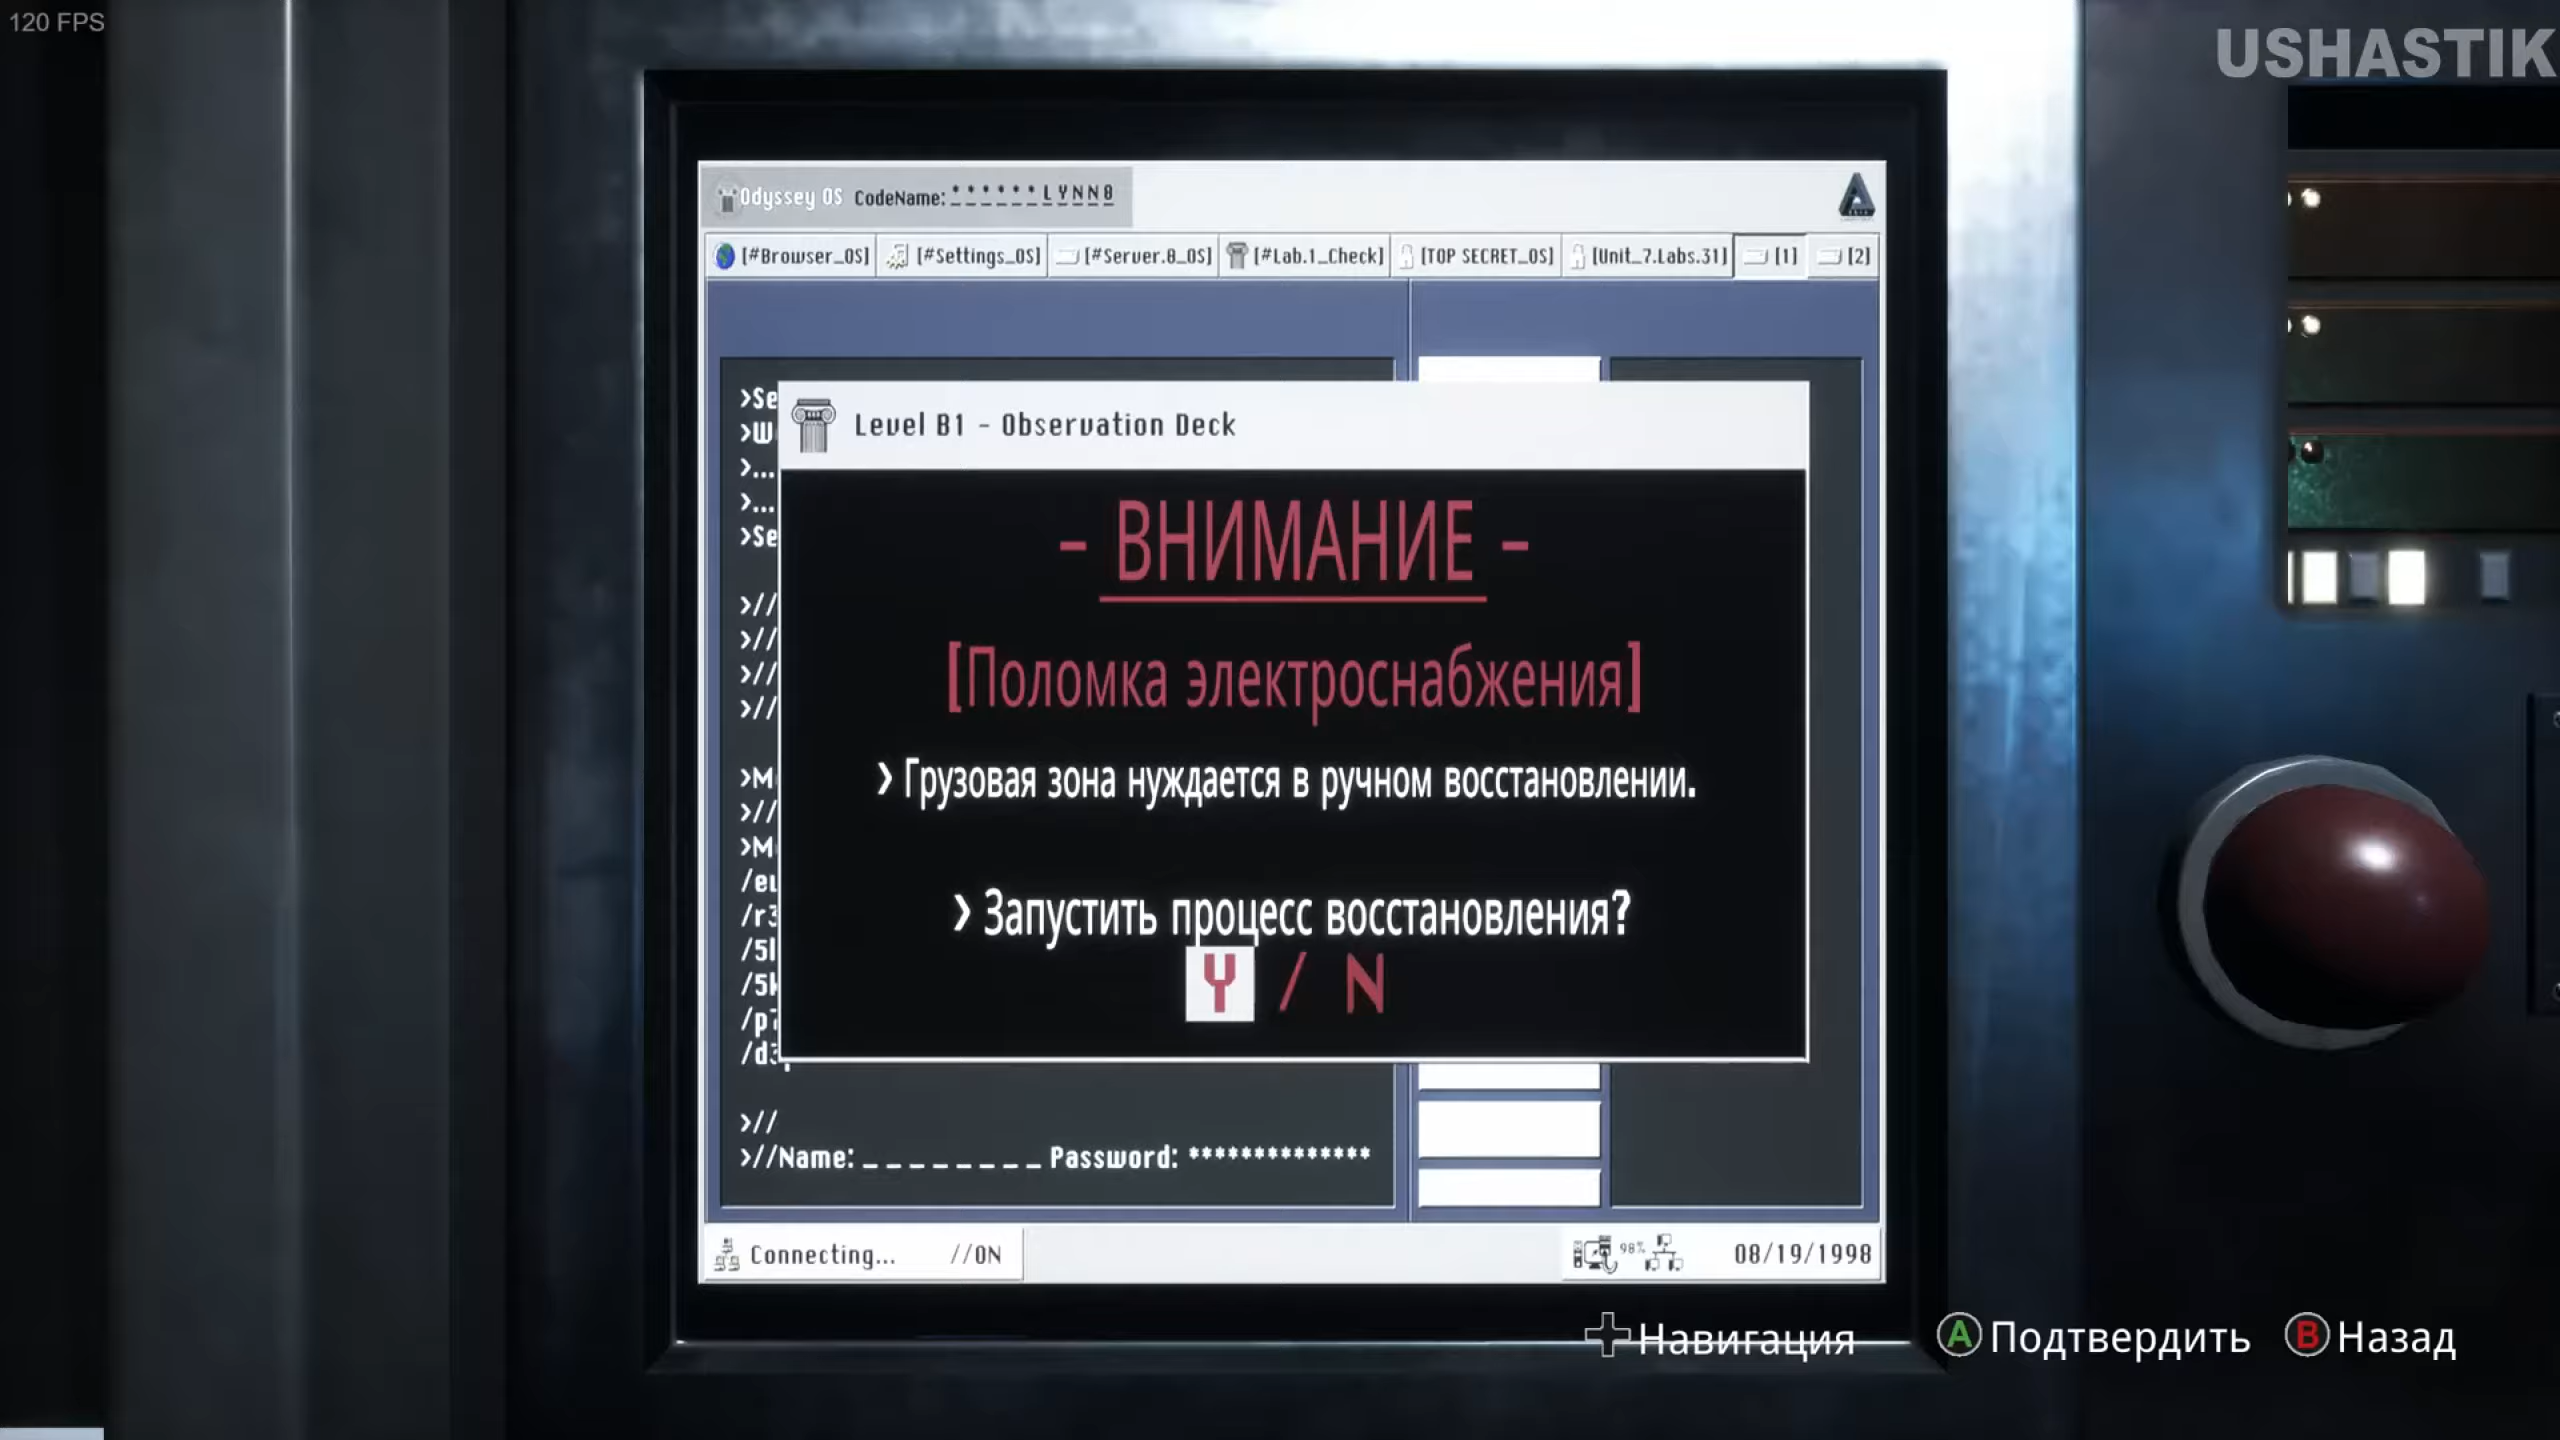 120 FPS
USHASTIK
Odyssey OS CodeName: ******LYNN8
[#Browser_OS] [#Settings_OS] [#Server.8_OS] [#Lab.1_Check] [TOP SECRET_OS] [Unit_7.Labs.31] [1] [2]
Level B1 - Observation Deck
- ВНИМАНИЕ -
[Поломка электроснабжения]
> Грузовая зона нуждается в ручном восстановлении.
> Запустить процесс восстановления?
Y / N
>//
>//Name: ________ Password: **************
Connecting... //ON
98%
08/19/1998
Навигация A Подтвердить B Назад